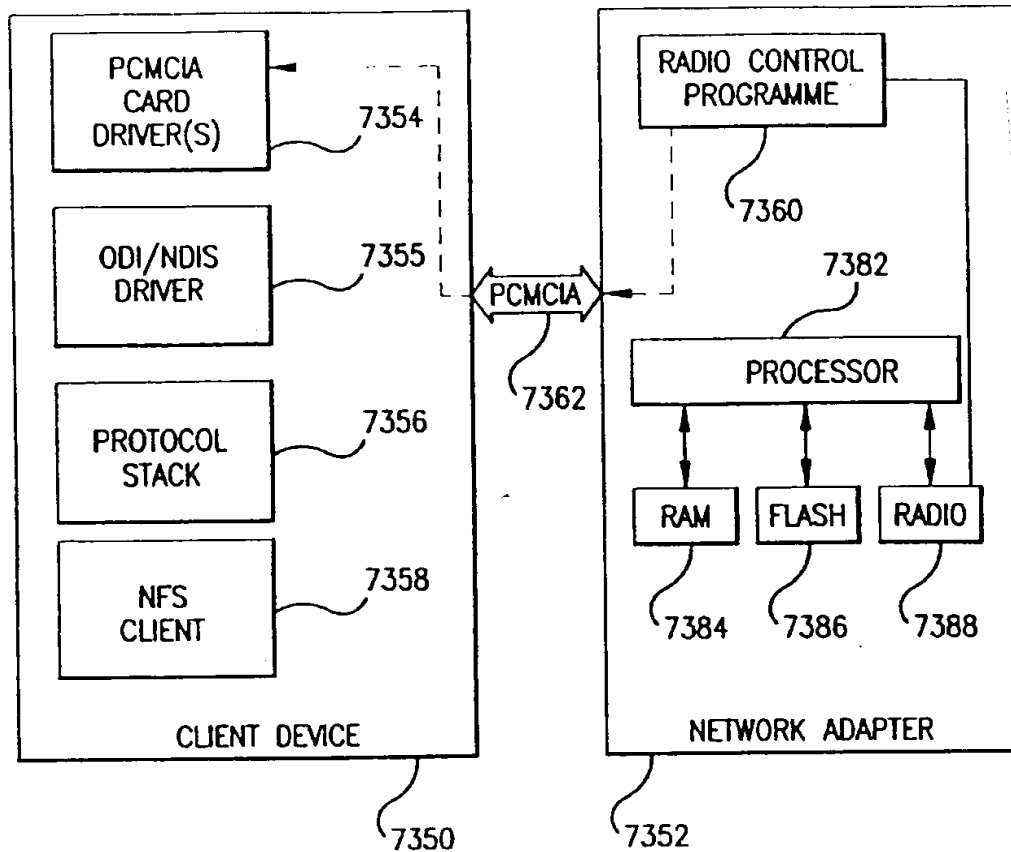 PCMCIA
CARD
DRIVER(S)
7354
ODI/NDIS
DRIVER
7355
PROTOCOL
STACK
7356
NFS
CLIENT
7358
CLIENT DEVICE
7350
PCMCIA
7362
RADIO CONTROL
PROGRAMME
7360
7382
PROCESSOR
RAM
FLASH
RADIO
7384
7386
7388
NETWORK ADAPTER
7352